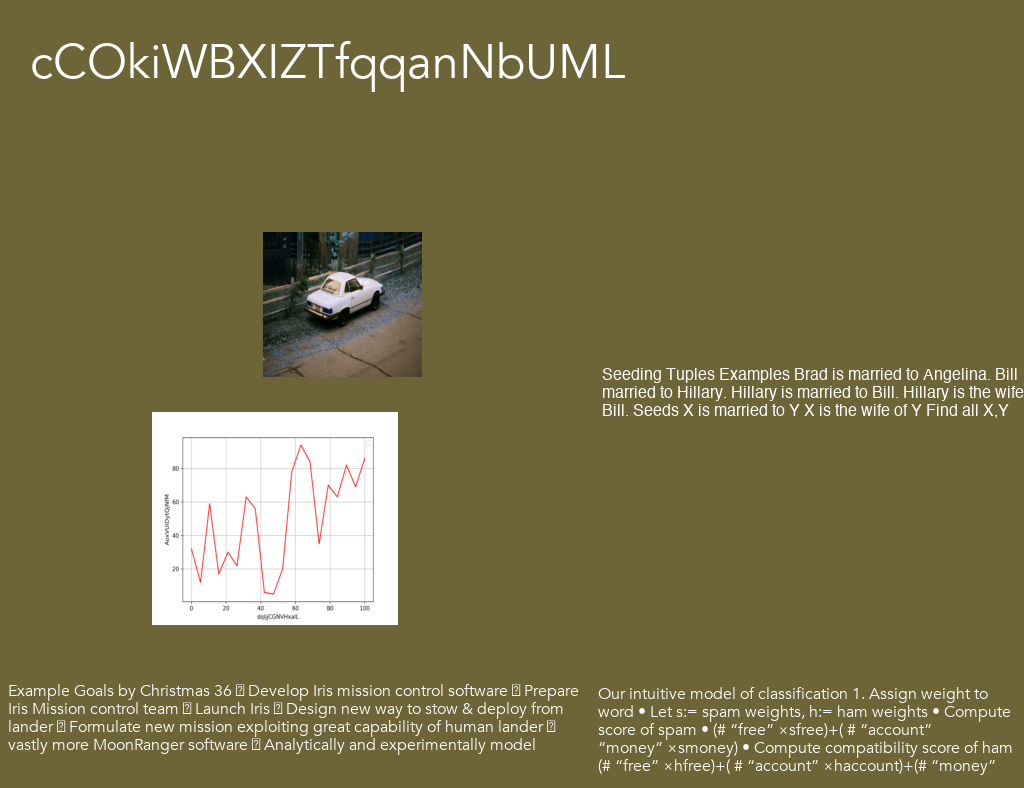 cCOkiWBXIZTfqqanNbUML
Seeding Tuples Examples Brad is married to Angelina. Bill
married to Hillary. Hillary is married to Bill. Hillary is the wife
Bill. Seeds X is married to Y X is the wife of Y Find all X,Y
80
60
40
20
0 20 40 60 80 100
Example Goals by Christmas 36 Develop Iris mission control software Prepare
Iris Mission control team Launch Iris Design new way to stow & deploy from
lander Formulate new mission exploiting great capability of human lander
vastly more MoonRanger software Analytically and experimentally model
Our intuitive model of classification 1. Assign weight to
word • Let s:= spam weights, h:= ham weights • Compute
score of spam • (# “free” ×sfree)+( # “account”
“money” ×smoney) • Compute compatibility score of ham
(# “free” ×hfree)+( # “account” ×haccount)+(# “money”